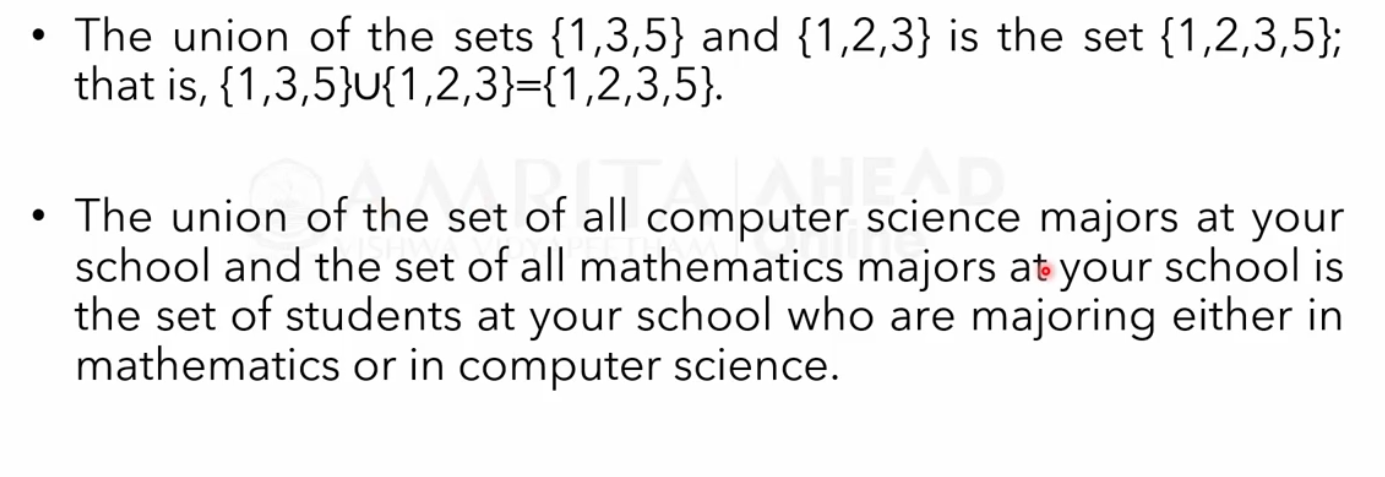 • The union of the sets {1,3,5} and {1,2,3} is the set {1,2,3,5};
that is, {1,3,5}∪{1,2,3}={1,2,3,5}.
AMRITA | AHEAD
VISHWA VIDYAPEETHAM | Online
• The union of the set of all computer science majors at your
school and the set of all mathematics majors at your school is
the set of students at your school who are majoring either in
mathematics or in computer science.